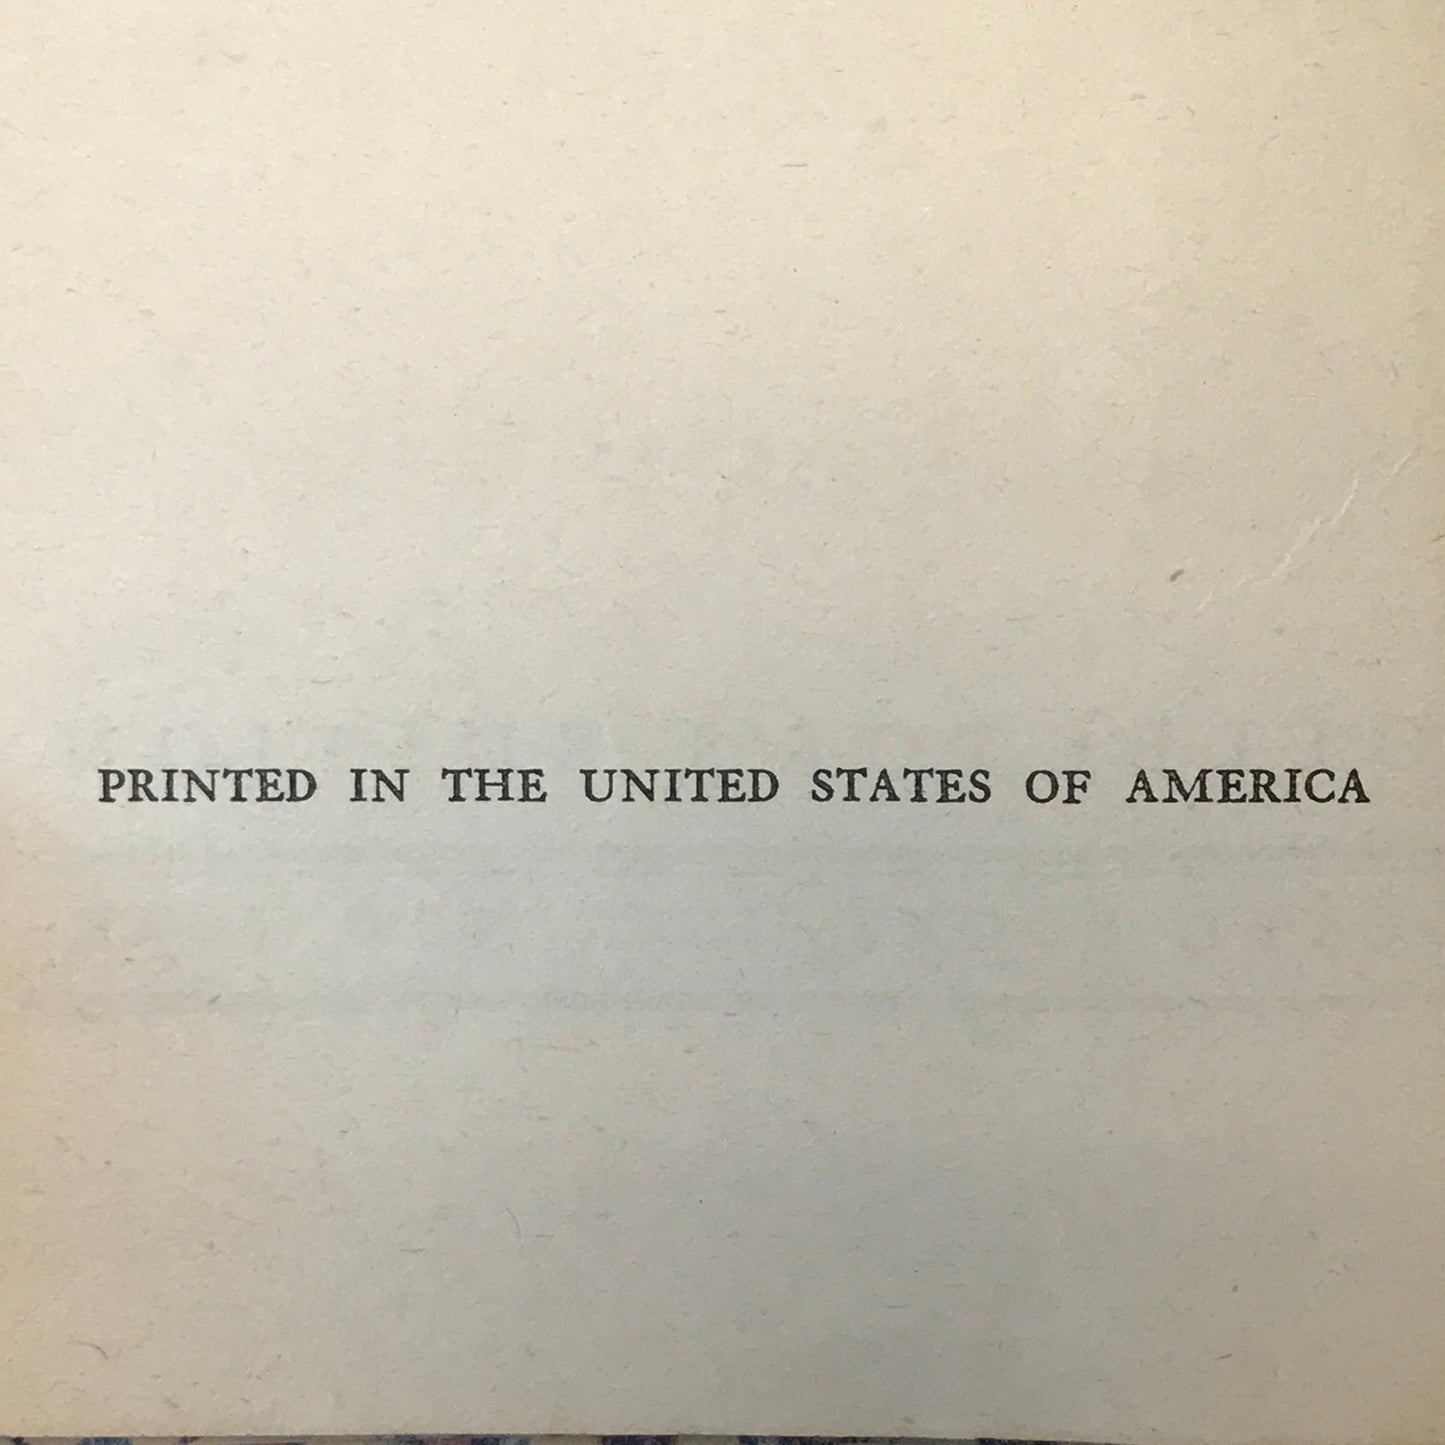 PRINTED IN THE UNITED STATES OF AMERICA